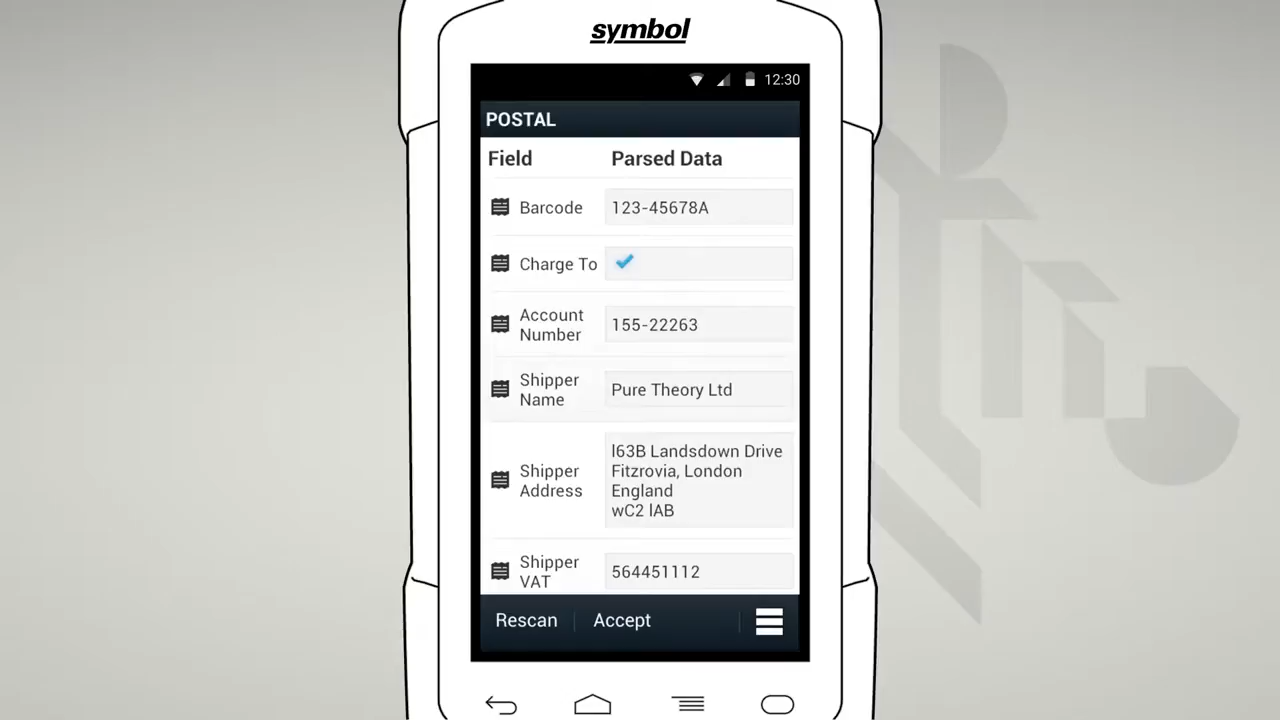 symbol
12:30
POSTAL
Field Parsed Data
Barcode 123-45678A
Charge To
Account Number 155-22263
Shipper Name Pure Theory Ltd
Shipper Address
l63B Landsdown Drive
Fitzrovia, London
England
wC2 lAB
Shipper VAT 564451112
Rescan Accept